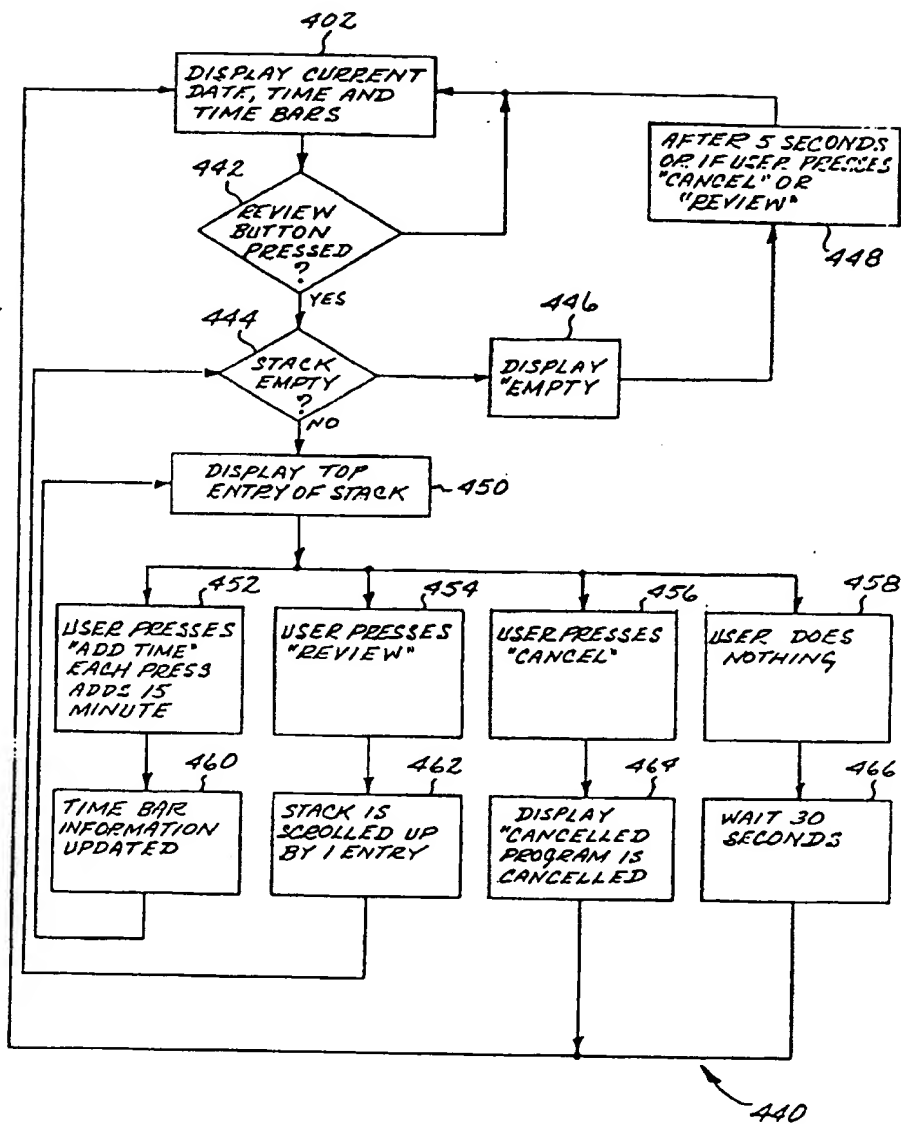 402
DISPLAY CURRENT
DATE, TIME AND
TIME BARS
442
REVIEW
BUTTON
PRESSED
?
YES
AFTER 5 SECONDS
OR IF USER PRESSES
"CANCEL" OR
"REVIEW"
448
444
STACK
EMPTY
?
NO
446
DISPLAY
"EMPTY
DISPLAY TOP
ENTRY OF STACK
450
452
USER PRESSES
"ADD TIME"
EACH PRESS
ADDS 15
MINUTE
454
USER PRESSES
"REVIEW"
456
USER PRESSES
"CANCEL"
458
USER DOES
NOTHING
460
TIME BAR
INFORMATION
UPDATED
462
STACK IS
SCROLLED UP
BY 1 ENTRY
464
DISPLAY
"CANCELLED
PROGRAM IS
CANCELLED
466
WAIT 30
SECONDS
440